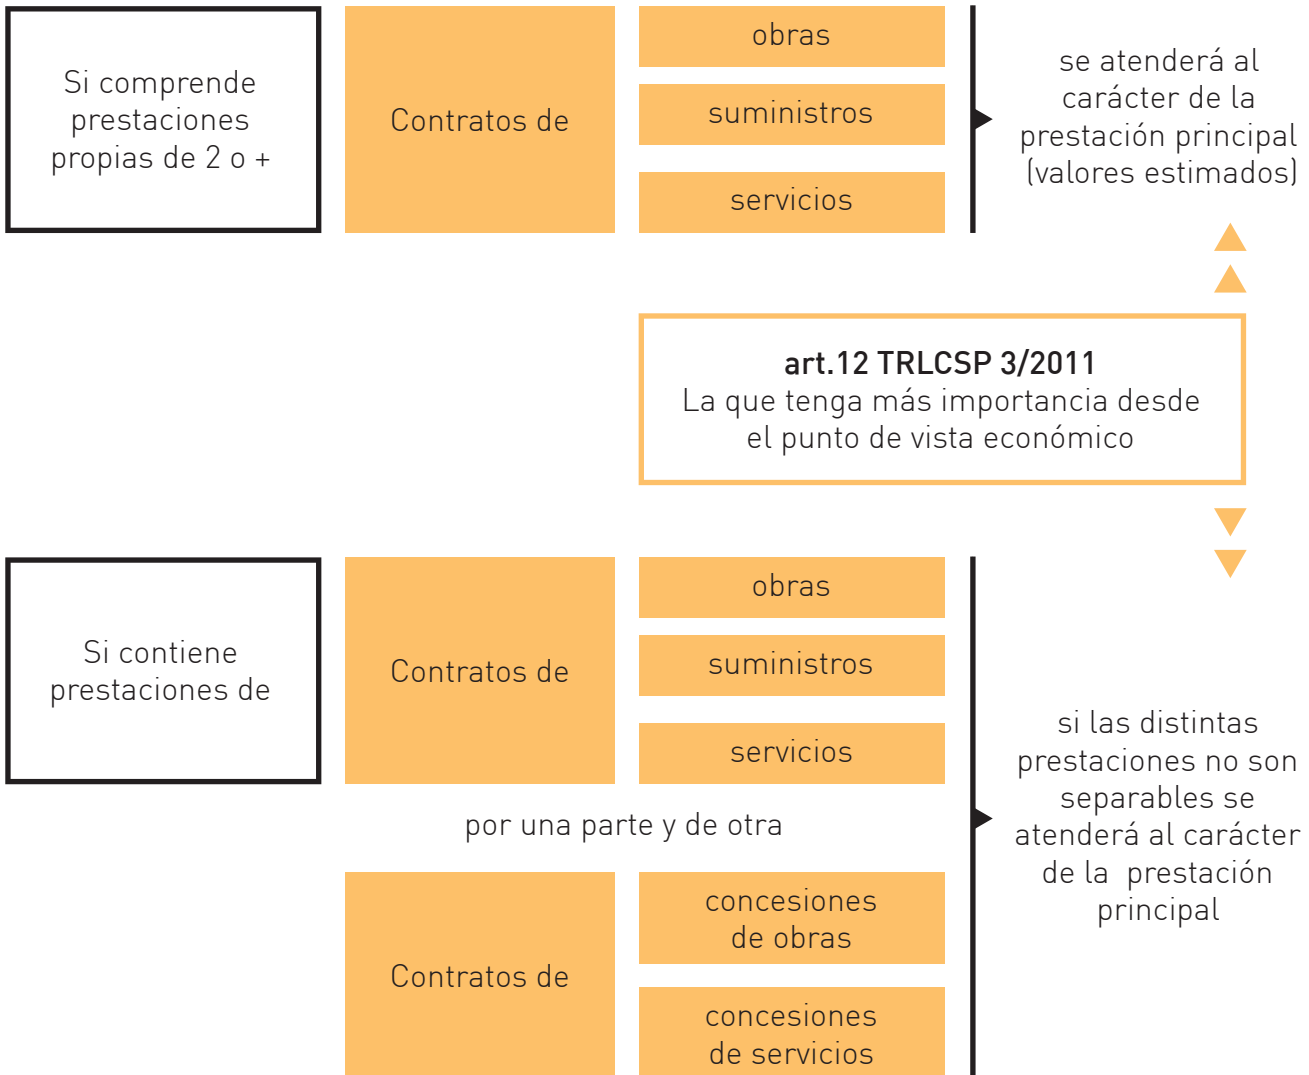 Si comprende
prestaciones
propias de 2 o +
Contratos de
obras
suministros
servicios
se atenderá al
carácter de la
prestación principal
(valores estimados)
art.12 TRLCSP 3/2011
La que tenga más importancia desde
el punto de vista económico
Si contiene
prestaciones de
Contratos de
obras
suministros
servicios
por una parte y de otra
Contratos de
concesiones
de obras
concesiones
de servicios
si las distintas
prestaciones no son
separables se
atenderá al carácter
de la prestación
principal